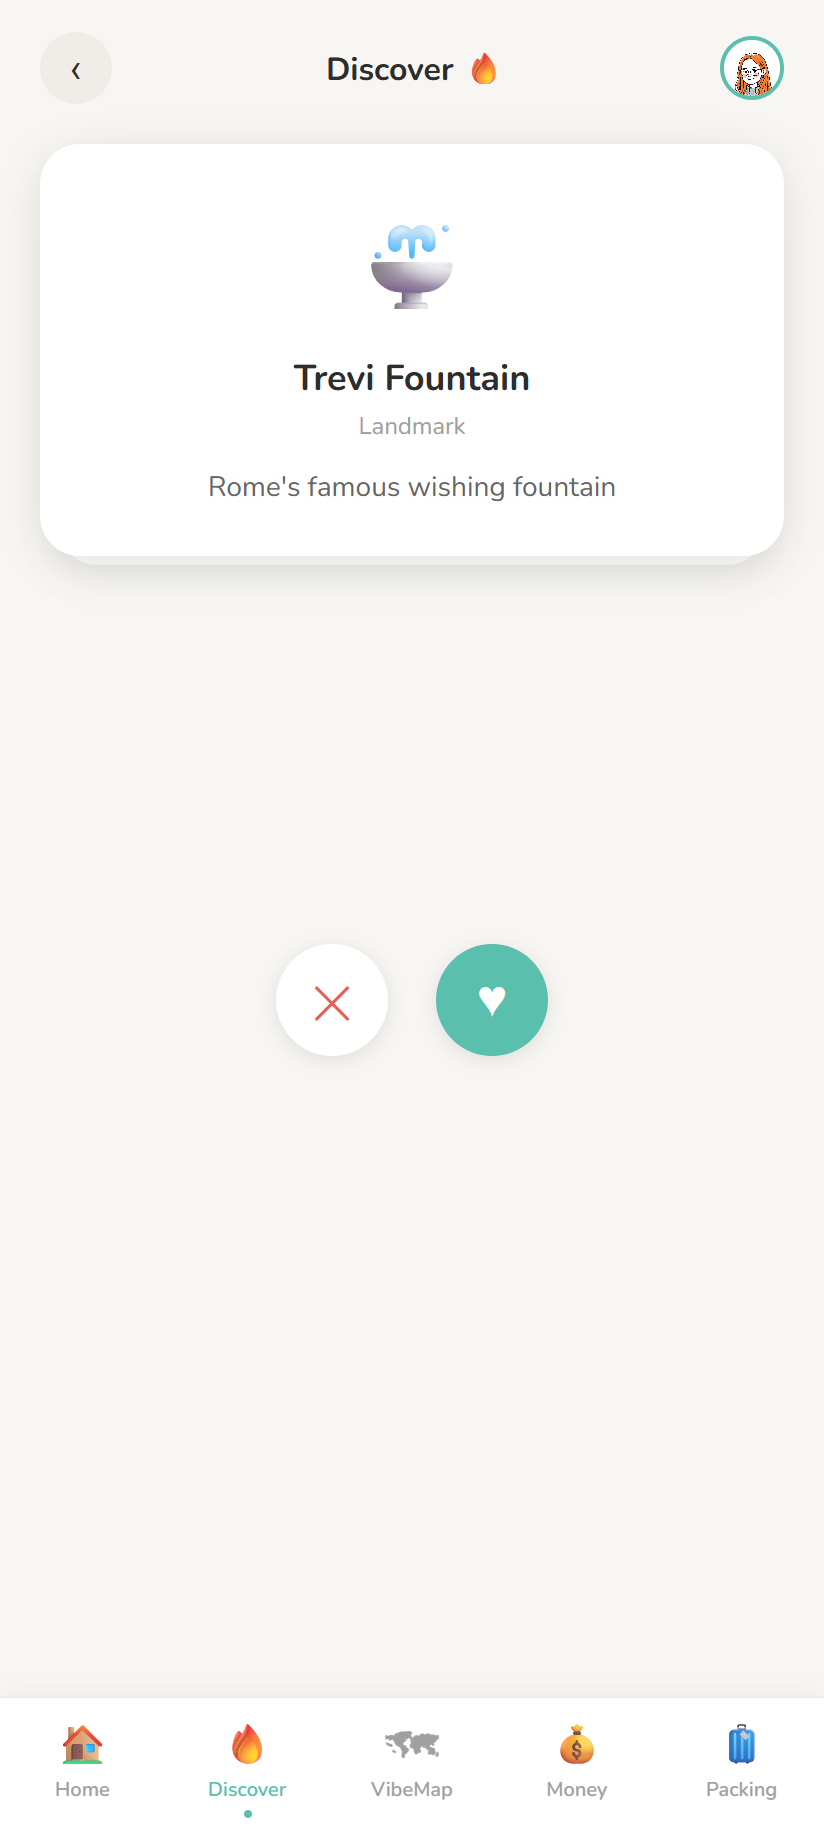 Discover
Trevi Fountain
Landmark
Rome's famous wishing fountain
Home
Discover
VibeMap
Money
Packing